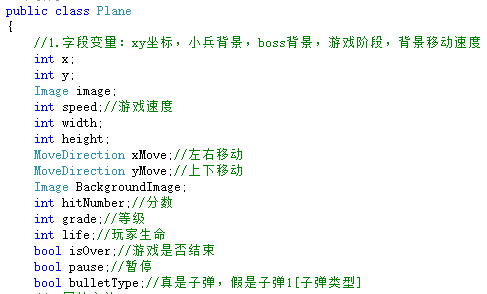 public class Plane
{
//1.字段变量：xy坐标，小兵背景，boss背景，游戏阶段，背景移动速度
int x;
int y;
Image image;
int speed;//游戏速度
int width;
int height;
MoveDirection xMove;//左右移动
MoveDirection yMove;//上下移动
Image BackgroundImage;
int hitNumber;//分数
int grade;//等级
int life;//玩家生命
bool isOver;//游戏是否结束
bool pause;//暂停
bool bulletType;//真是子弹，假是子弹1[子弹类型]